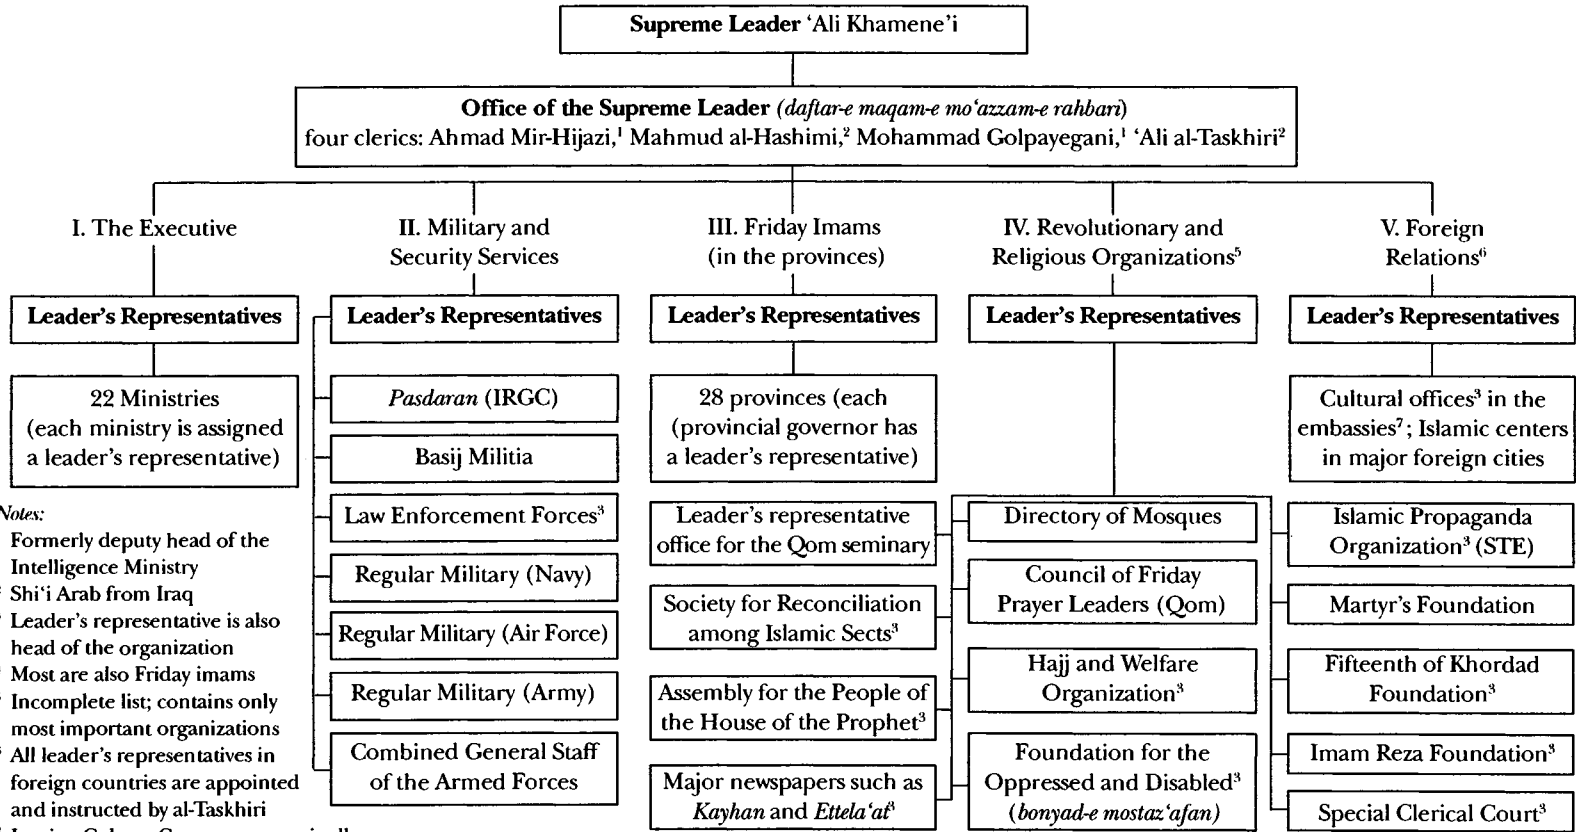 Supreme Leader ‘Ali Khamene’i
Office of the Supreme Leader (daftar-e maqam-e mo‘azzam-e rahbari)
four clerics: Ahmad Mir-Hijazi,¹ Mahmud al-Hashimi,² Mohammad Golpayegani,¹ ‘Ali al-Taskhiri²
I. The Executive
Leader’s Representatives
22 Ministries
(each ministry is assigned
a leader’s representative)
II. Military and
Security Services
Leader’s Representatives
Pasdaran (IRGC)
Basij Militia
Law Enforcement Forces³
Regular Military (Navy)
Regular Military (Air Force)
Regular Military (Army)
Combined General Staff
of the Armed Forces
III. Friday Imams
(in the provinces)
Leader’s Representatives
28 provinces (each
(provincial governor has
a leader’s representative)
IV. Revolutionary and
Religious Organizations⁵
Leader’s Representatives
Leader’s representative
office for the Qom seminary
Society for Reconciliation
among Islamic Sects³
Assembly for the People of
the House of the Prophet³
Major newspapers such as
Kayhan and Ettela‘at³
Directory of Mosques
Council of Friday
Prayer Leaders (Qom)
Hajj and Welfare
Organization³
Foundation for the
Oppressed and Disabled³
(bonyad-e mostaz‘afan)
Islamic Propaganda
Organization³ (STE)
Martyr’s Foundation
Fifteenth of Khordad
Foundation³
Imam Reza Foundation³
Special Clerical Court³
V. Foreign
Relations⁶
Leader’s Representatives
Cultural offices³ in the
embassies⁷; Islamic centers
in major foreign cities
Notes:
Formerly deputy head of the
Intelligence Ministry
Shi‘i Arab from Iraq
Leader’s representative is also
head of the organization
Most are also Friday imams
Incomplete list; contains only
most important organizations
All leader’s representatives in
foreign countries are appointed
and instructed by al-Taskhiri